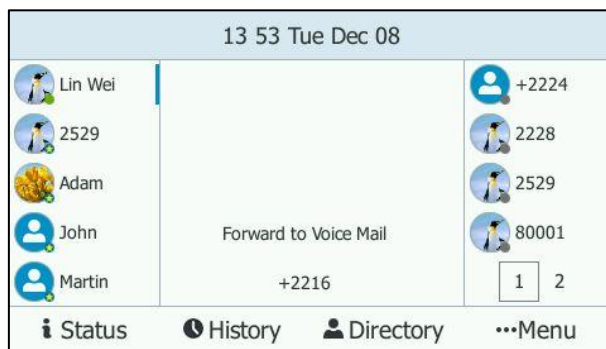 13 53 Tue Dec 08
Lin Wei
2529
Adam
John
Martin
Forward to Voice Mail
+2216
+2224
2228
2529
80001
1 2
Status History Directory Menu